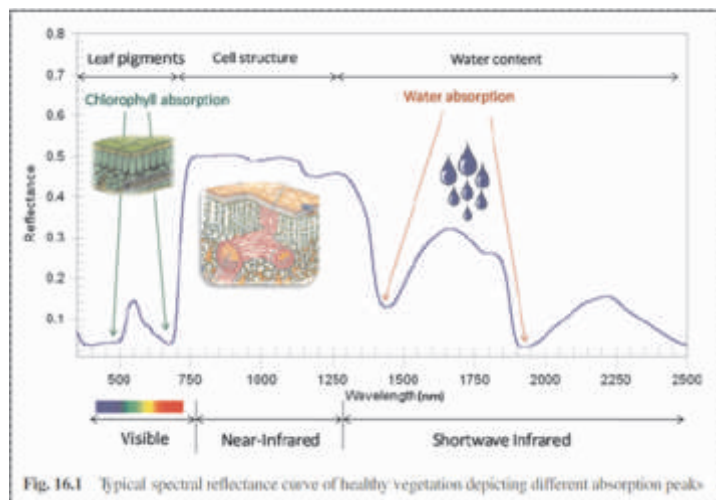 0.8
Leaf pigments Cell structure Water content
0.7
Chlorophyll absorption Water absorption
0.6
0.5
0.4
Reflectance
0.3
0.2
0.1
500 750 1000 1250 1500 1750 2000 2250 2500
Wavelength(nm)
Visible Near-Infrared Shortwave Infrared
Fig. 16.1 Typical spectral reflectance curve of healthy vegetation depicting different absorption peaks